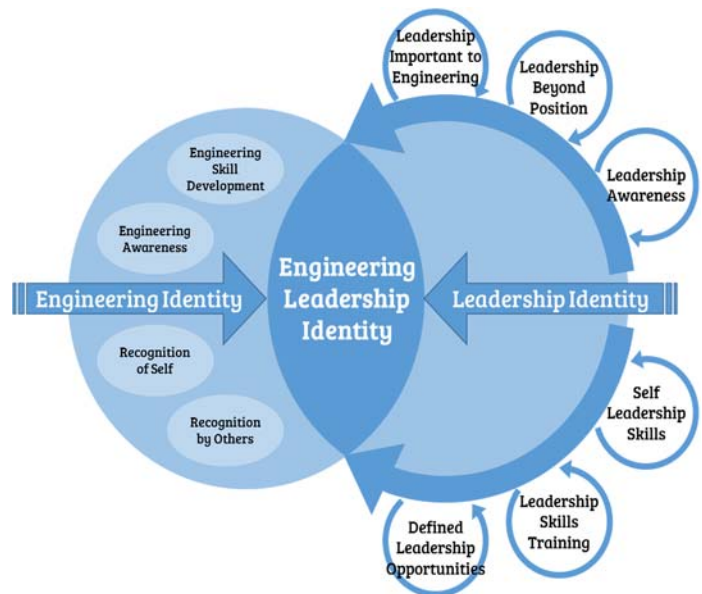 Leadership
Important to
Engineering
Leadership
Beyond
Position
Leadership
Awareness
Engineering
Skill
Development
Engineering
Awareness
Engineering Identity
Engineering
Leadership
Identity
Leadership Identity
Recognition
of Self
Recognition
by Others
Self
Leadership
Skills
Leadership
Skills
Training
Defined
Leadership
Opportunities